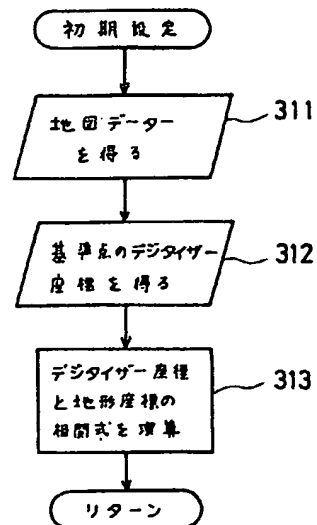 初期設定
地図データー
を得る
311
基準点のデジタイザー
座標を得る
312
デジタイザー座標
と地形座標の
相関式を演算
313
リターン